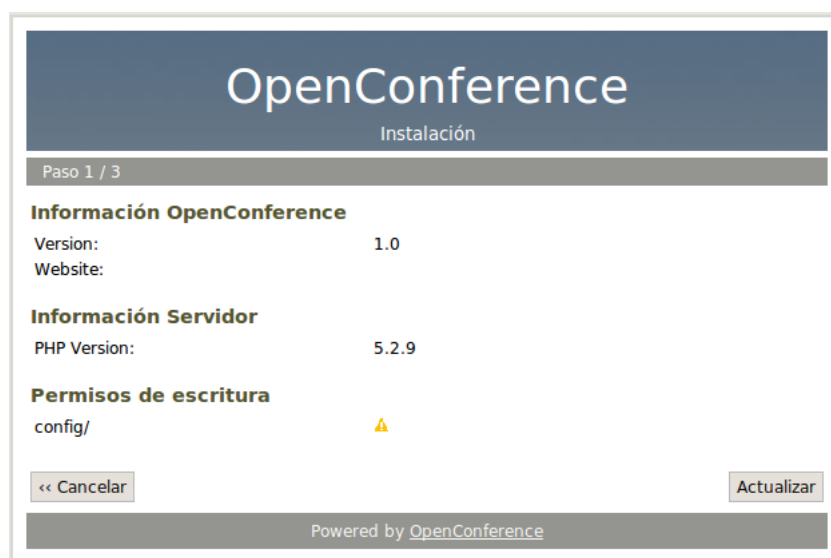 OpenConference
Instalación
Paso 1 / 3
Información OpenConference
Version: 1.0
Website:
Información Servidor
PHP Version: 5.2.9
Permisos de escritura
config/
‹‹ Cancelar Actualizar
Powered by OpenConference